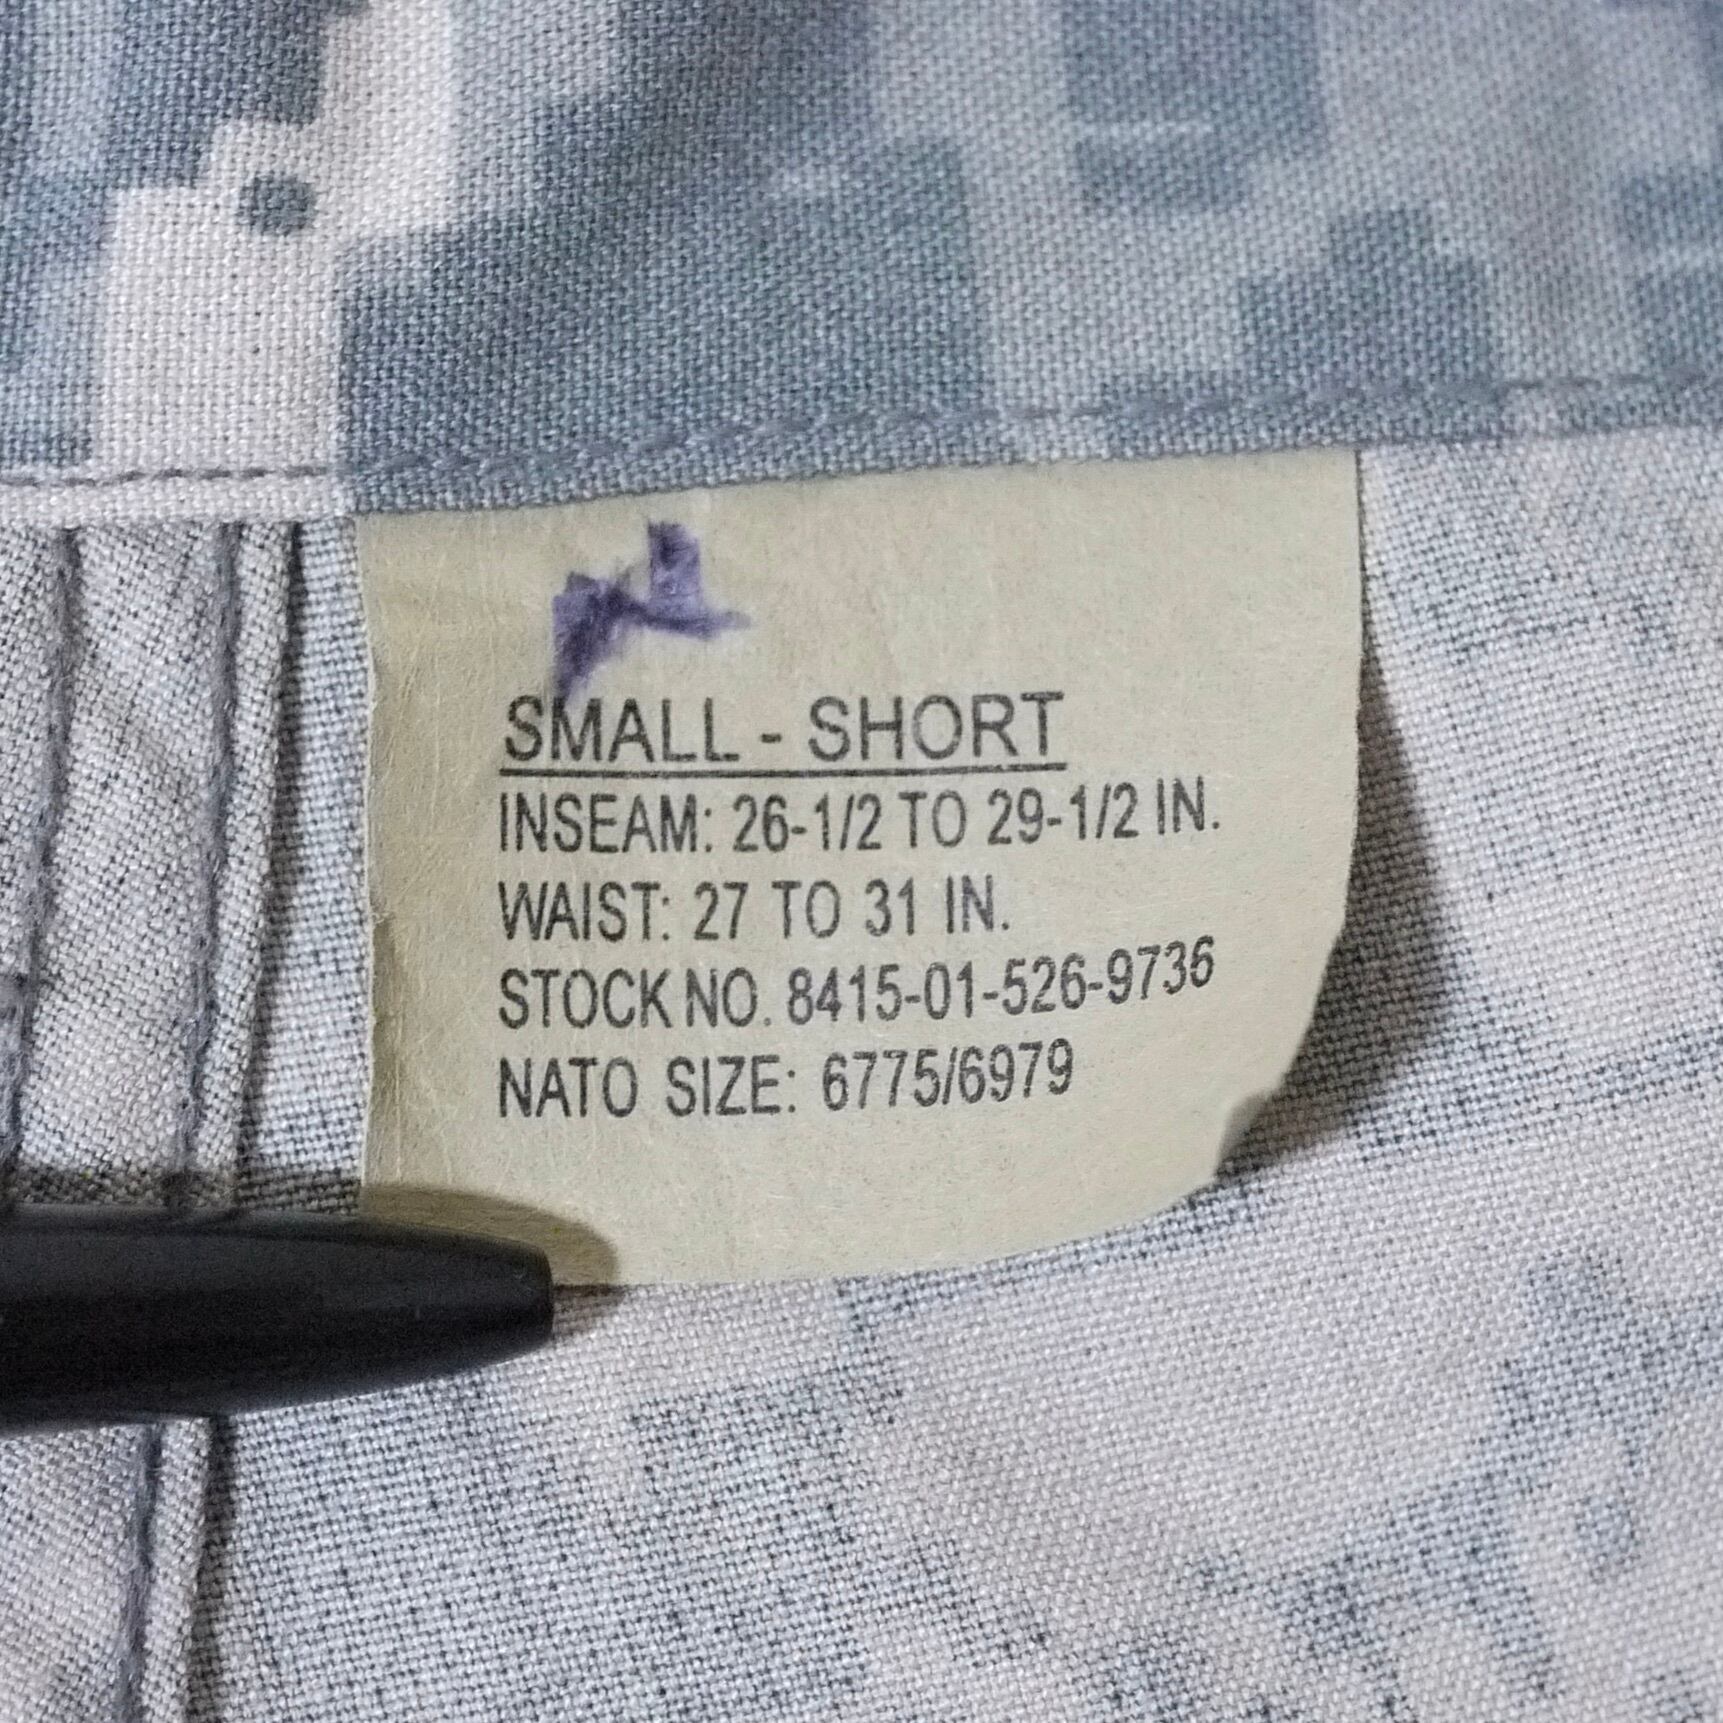 SMALL - SHORT
INSEAM: 26-1/2 TO 29-1/2 IN.
WAIST: 27 TO 31 IN.
STOCK NO. 8415-01-526-9736
NATO SIZE: 6775/6979